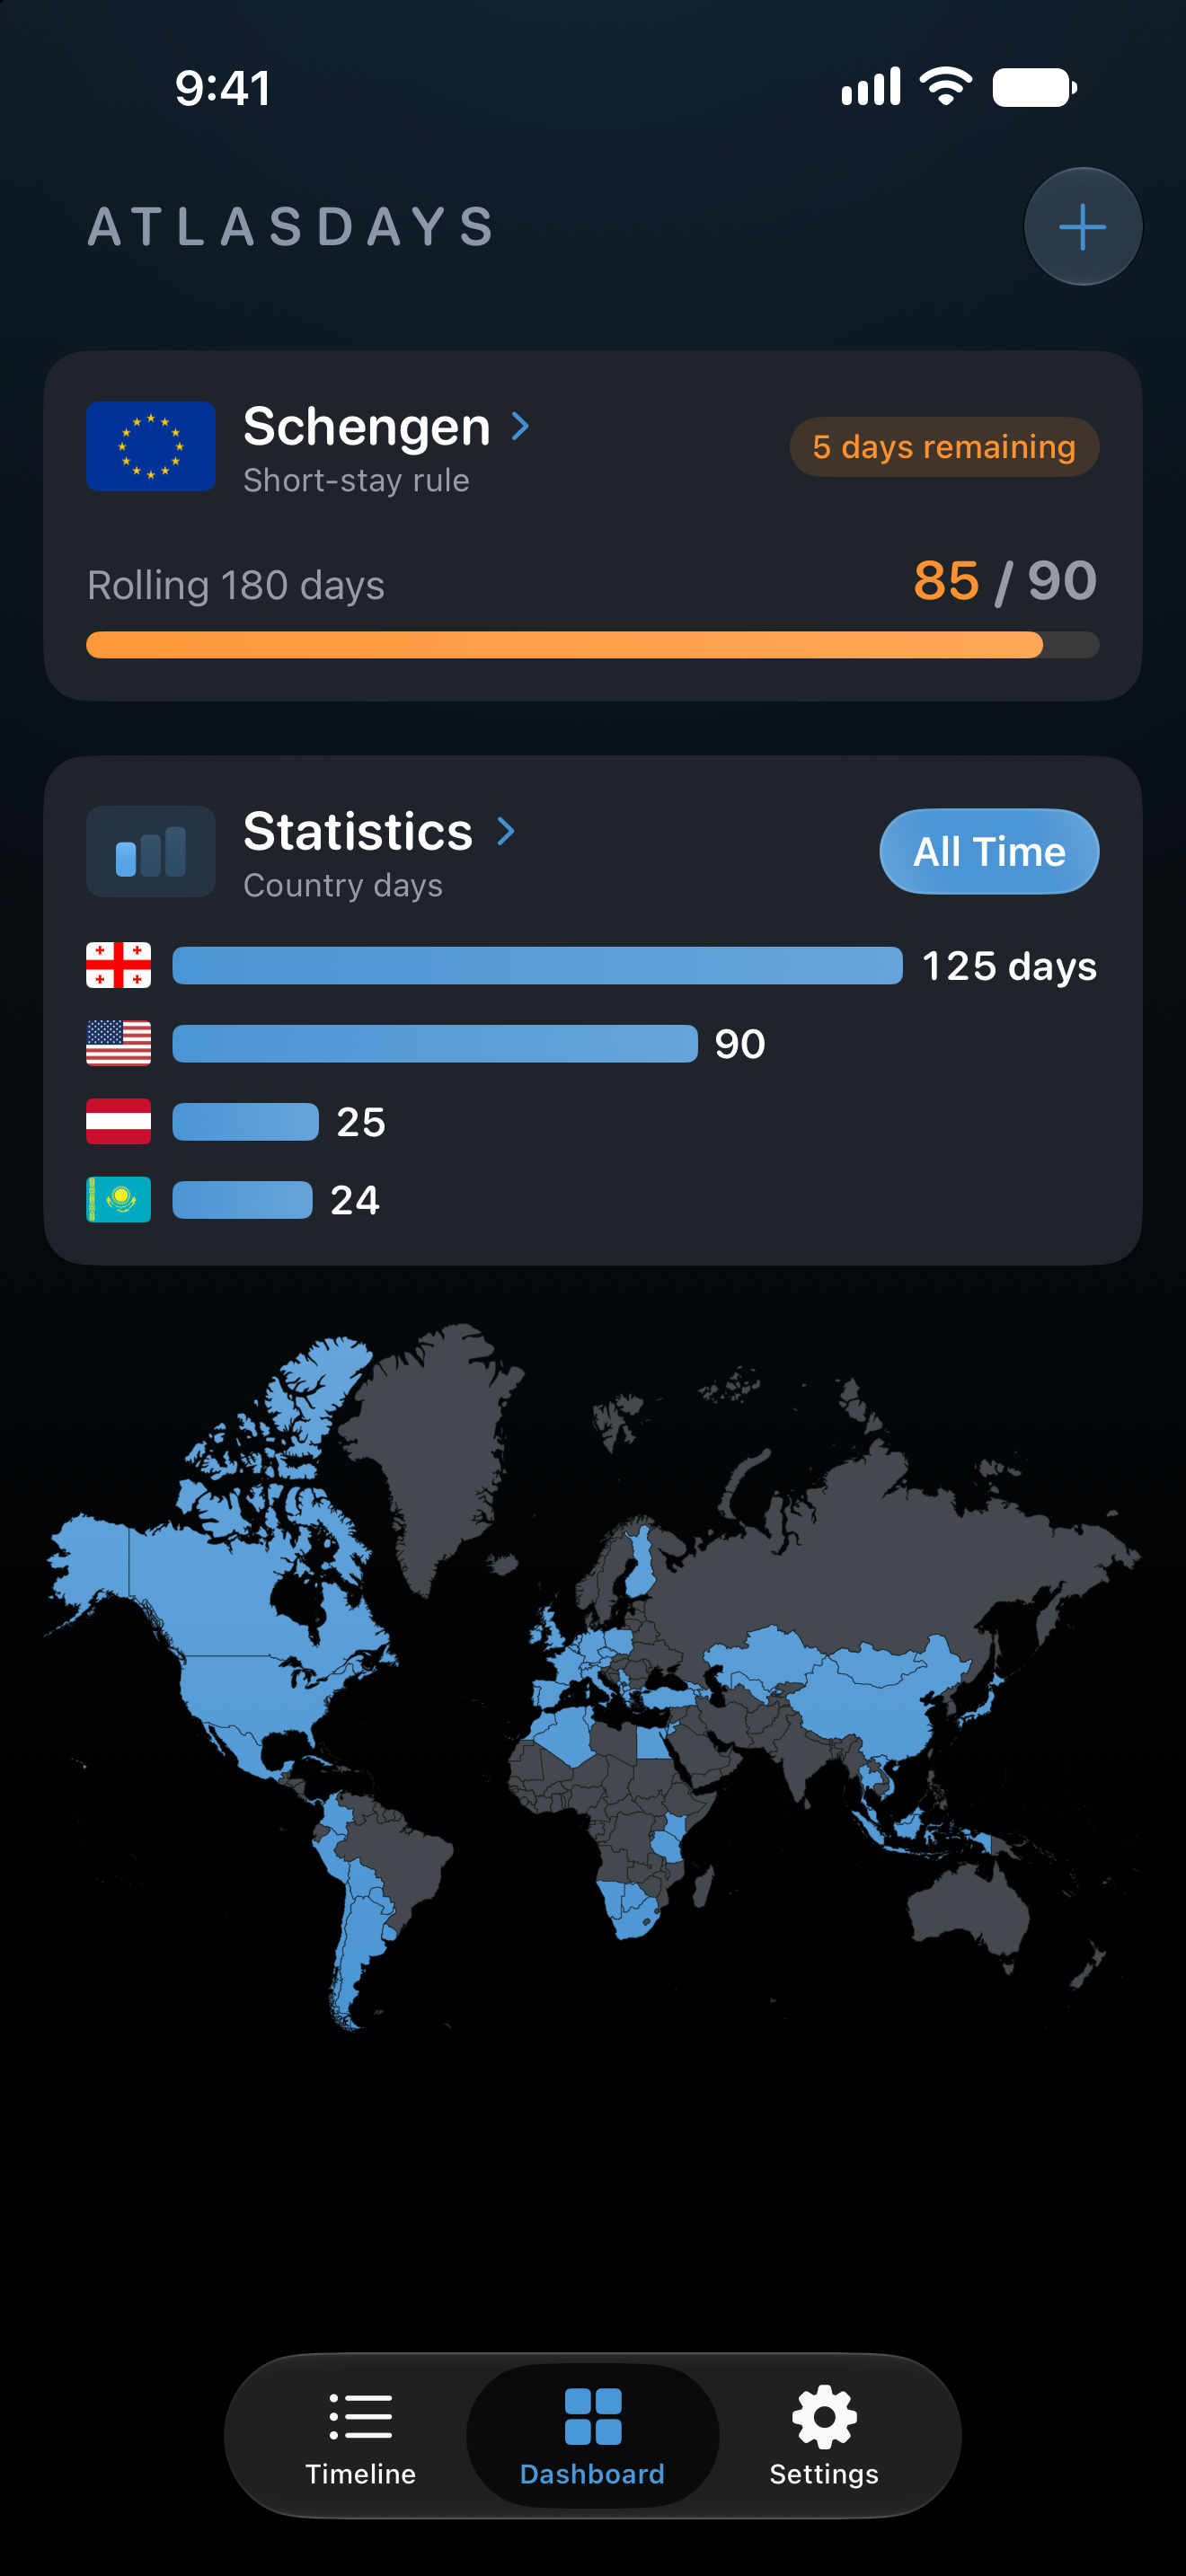 9:41
ATLASDAYS
Schengen
Short-stay rule
5 days remaining
Rolling 180 days
85 / 90
Statistics
Country days
All Time
125 days
90
25
24
Timeline
Dashboard
Settings